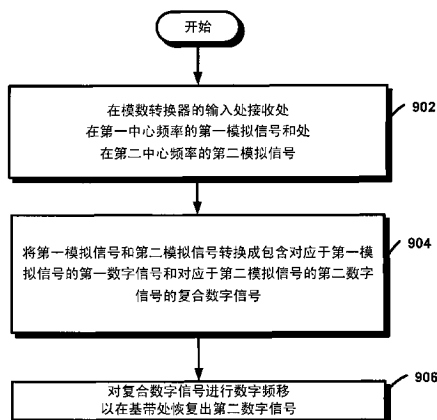 开始
在模数转换器的输入处接收处
在第一中心频率的第一模拟信号和处
在第二中心频率的第二模拟信号
902
将第一模拟信号和第二模拟信号转换成包含对应于第一模
拟信号的第一数字信号和对应于第二模拟信号的第二数字
信号的复合数字信号
904
对复合数字信号进行数字频移
以在基带处恢复出第二数字信号
906